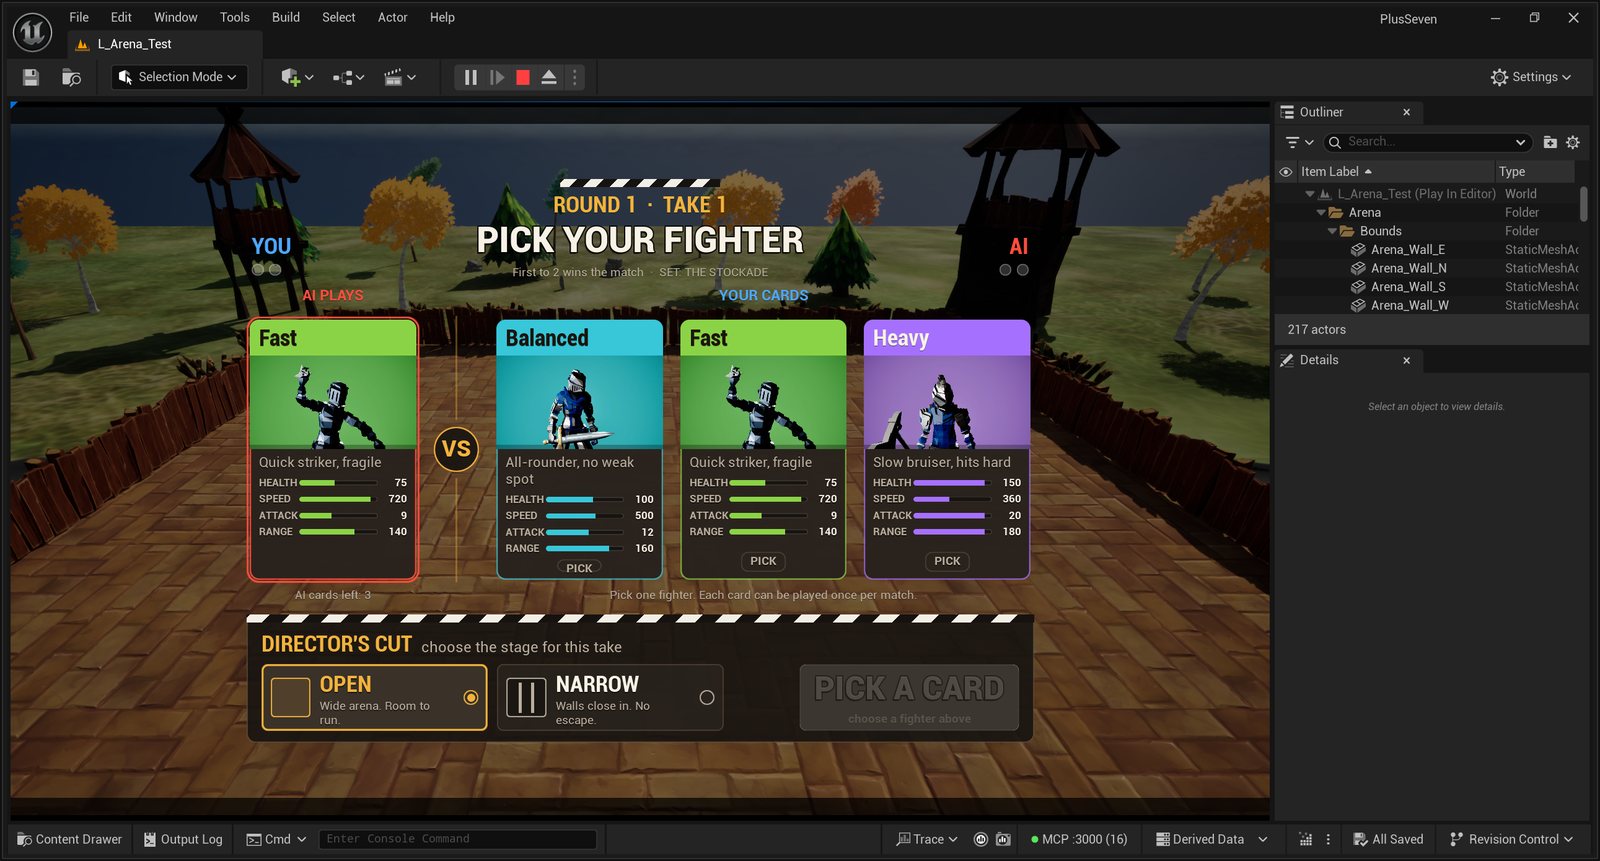 File Edit Window Tools Build Select Actor Help
PlusSeven
L_Arena_Test
Selection Mode
Settings
ROUND 1 · TAKE 1
PICK YOUR FIGHTER
First to 2 wins the match · SET: THE STOCKADE
YOU
AI
AI PLAYS
YOUR CARDS
Fast
Quick striker, fragile
HEALTH 75
SPEED 720
ATTACK 9
RANGE 140
VS
Balanced
All-rounder, no weak
spot
HEALTH 100
SPEED 500
ATTACK 12
RANGE 160
PICK
Fast
Quick striker, fragile
HEALTH 75
SPEED 720
ATTACK 9
RANGE 140
PICK
Heavy
Slow bruiser, hits hard
HEALTH 150
SPEED 360
ATTACK 20
RANGE 180
PICK
AI cards left: 3
Pick one fighter. Each card can be played once per match.
DIRECTOR'S CUT choose the stage for this take
OPEN
Wide arena. Room to
run.
NARROW
Walls close in. No
escape.
PICK A CARD
choose a fighter above
Outliner
Search...
Item Label Type
L_Arena_Test (Play In Editor) World
Arena Folder
Bounds Folder
Arena_Wall_E StaticMeshAc
Arena_Wall_N StaticMeshAc
Arena_Wall_S StaticMeshAc
Arena_Wall_W StaticMeshAc
217 actors
Details
Select an object to view details.
Content Drawer Output Log Cmd Enter Console Command Trace MCP :3000 (16) Derived Data All Saved Revision Control